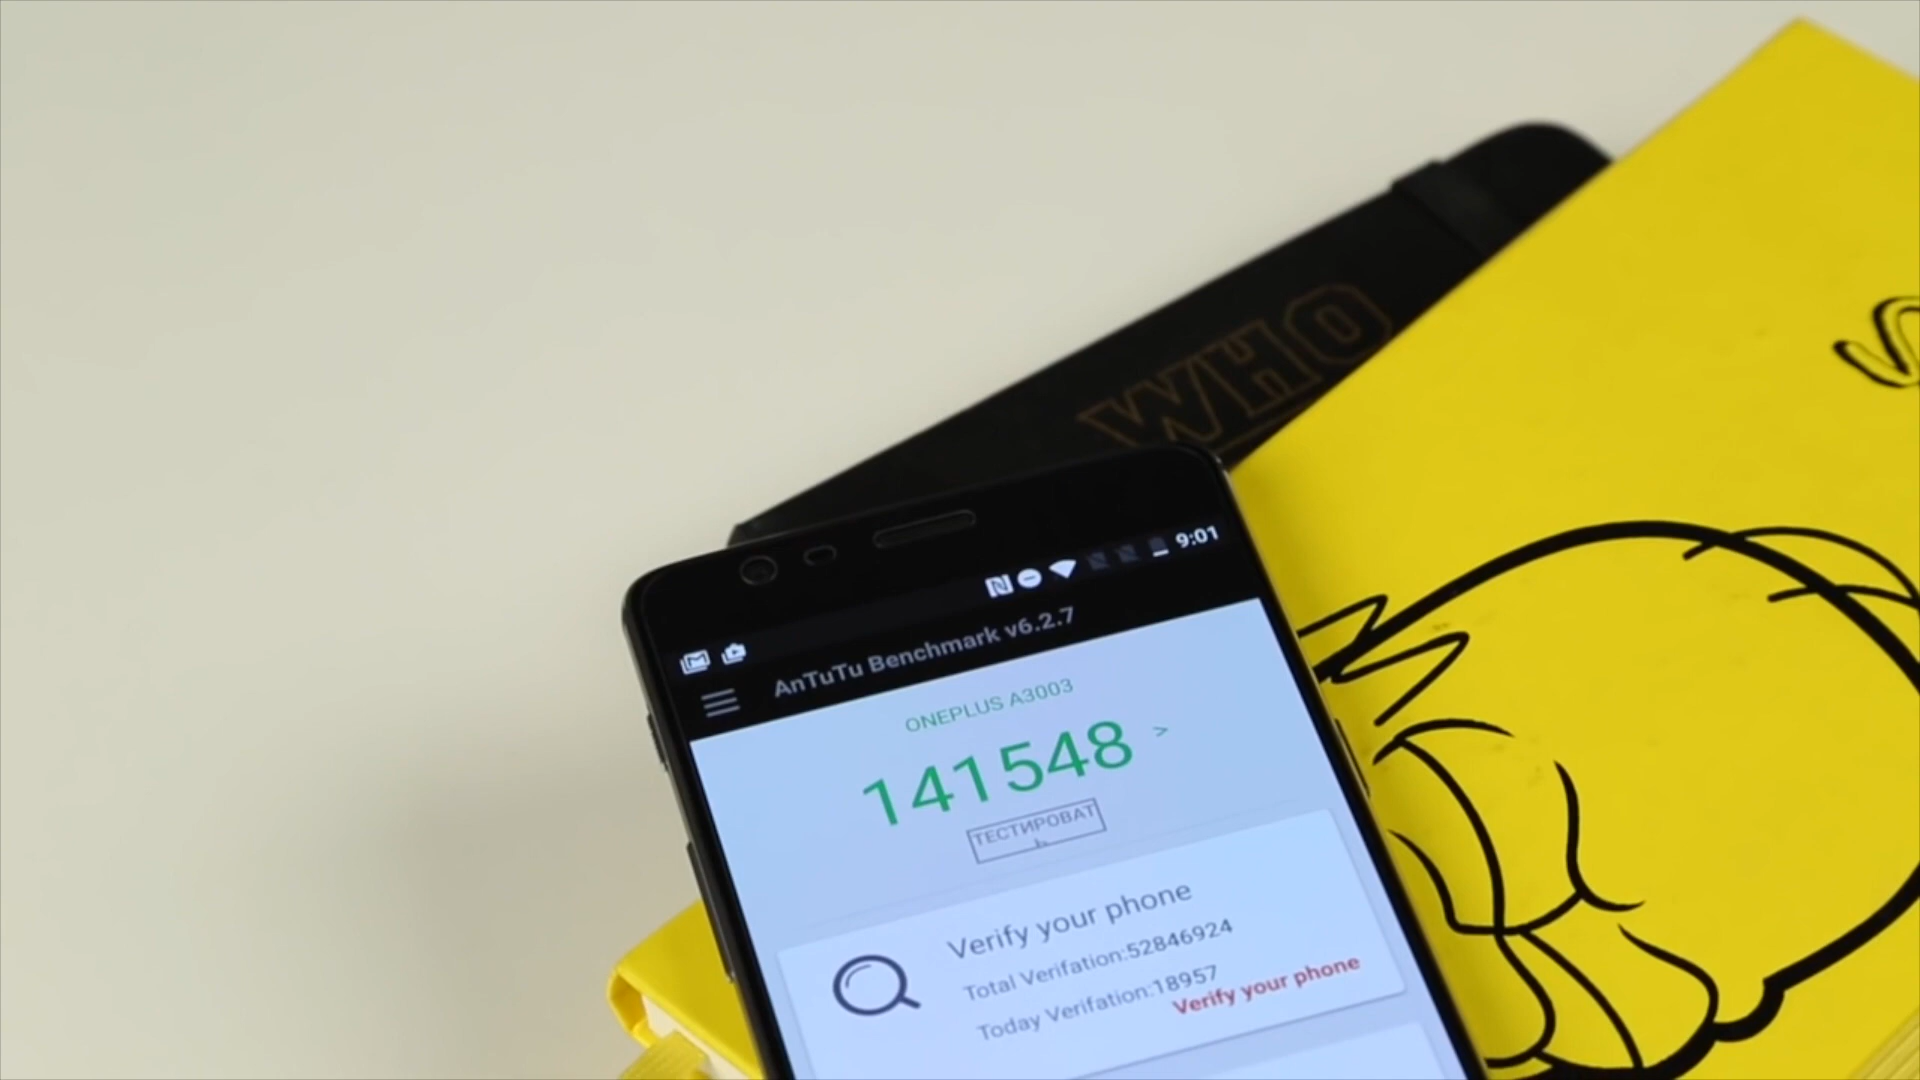 WHO
9:01
AnTuTu Benchmark v6.2.7
ONEPLUS A3003
141548 >
ТЕСТИРОВАТ
Ь
Verify your phone
Total Verifation:52846924
Today Verifation:18957
Verify your phone